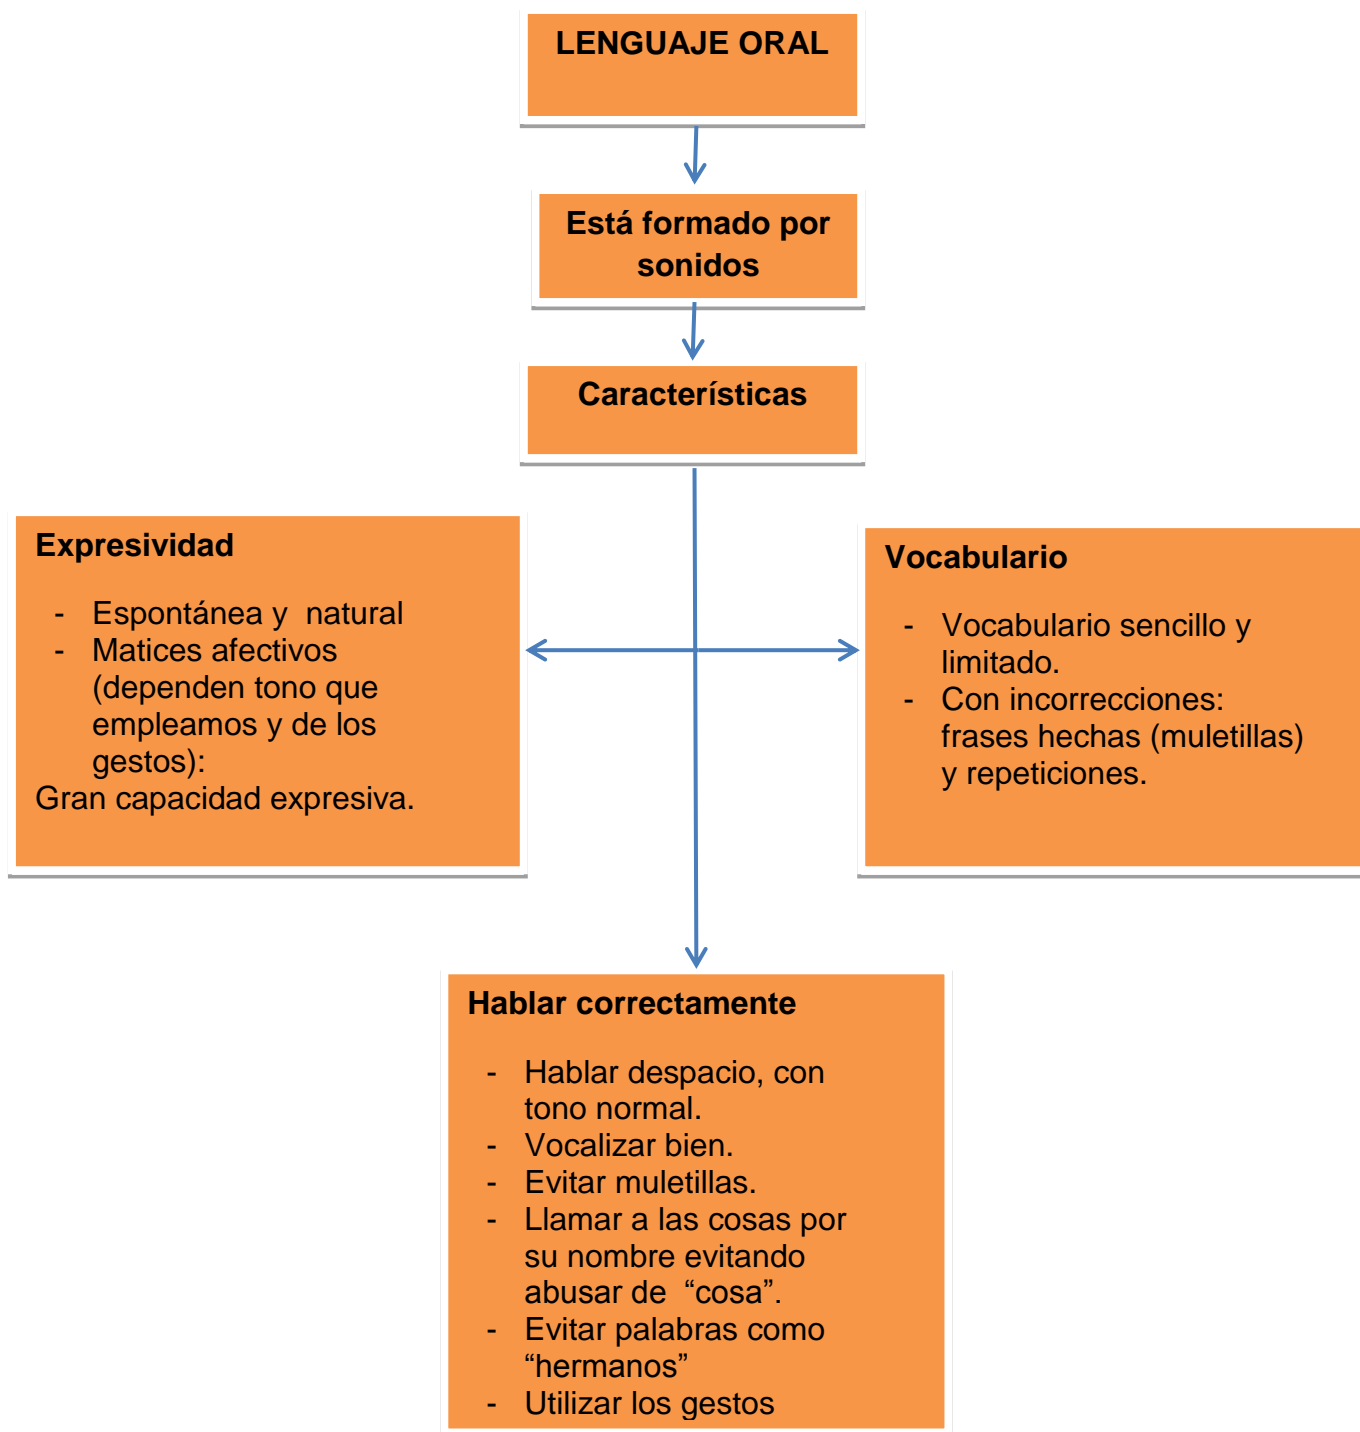 LENGUAJE ORAL
Está formado por
sonidos
Característicias
Expresividad
- Espontánea y  natural
- Matices afectivos
(dependen tono que
empleamos y de los
gestos):
Gran capacidad expresiva.
Vocabulario
- Vocabulario sencillo y
limitado.
- Con incorrecciones:
frases hechas (muletillas)
y repeticiones.
Hablar correctamente
- Hablar despacio, con
tono normal.
- Vocalizar bien.
- Evitar muletillas.
- Llamar a las cosas por
su nombre evitando
abusar de  “cosa”.
- Evitar palabras como
“hermanos”
- Utilizar los gestos